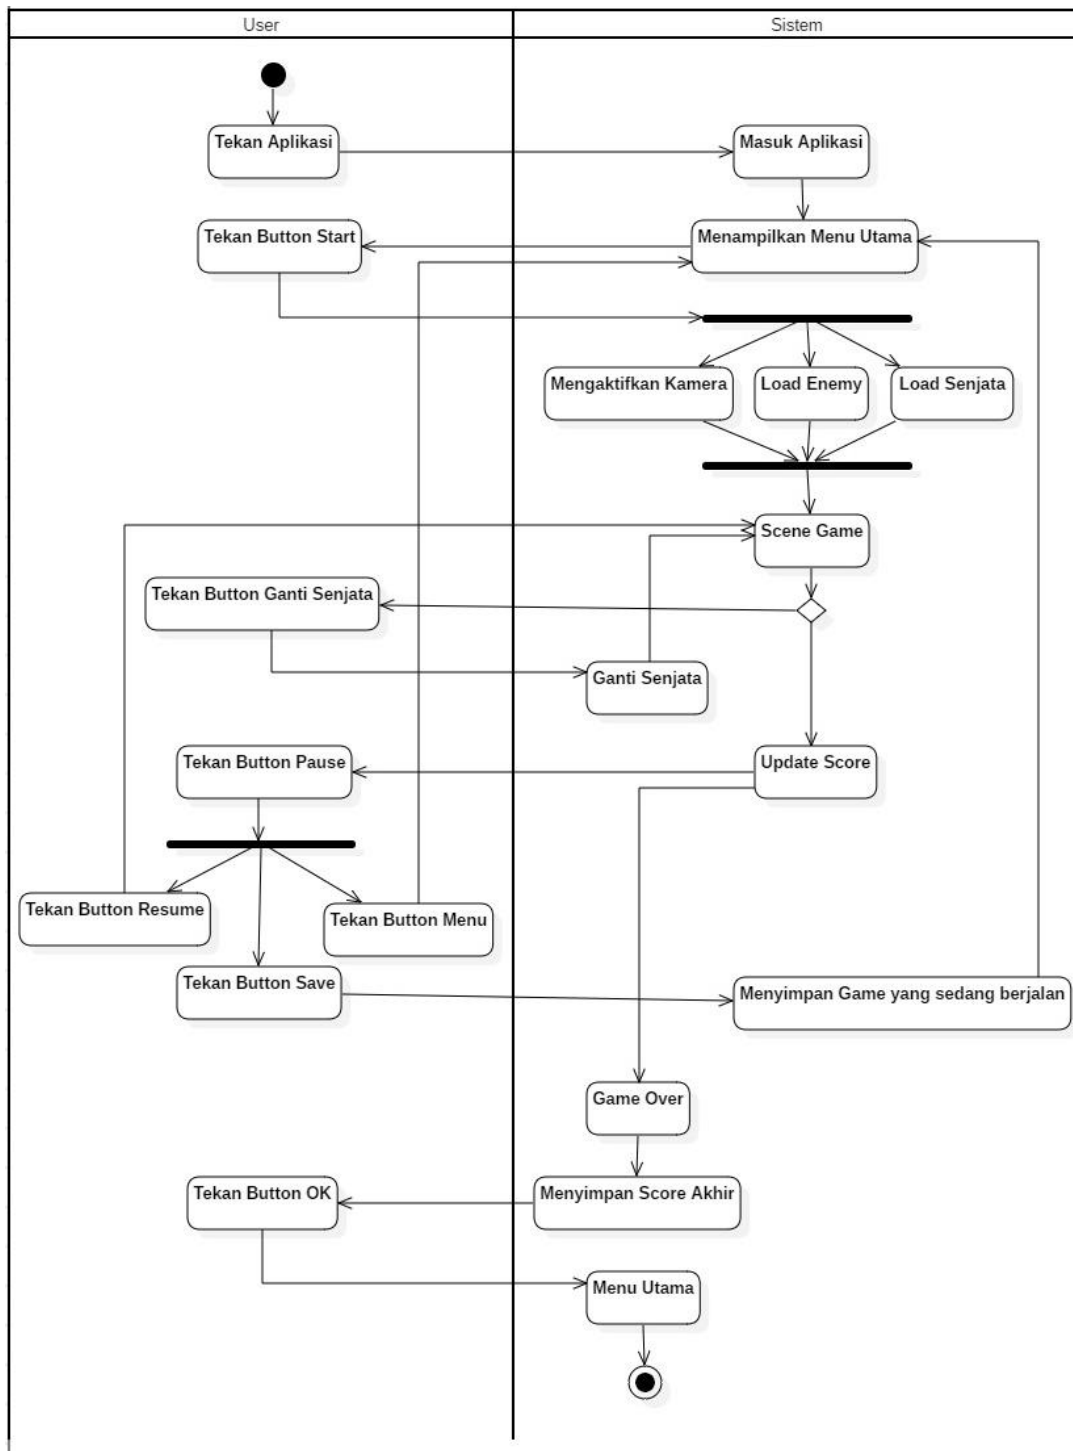 User
Sistem
Tekan Aplikasi
Masuk Aplikasi
Tekan Button Start
Menampilkan Menu Utama
Mengaktifkan Kamera
Load Enemy
Load Senjata
Scene Game
Tekan Button Ganti Senjata
Ganti Senjata
Tekan Button Pause
Update Score
Tekan Button Resume
Tekan Button Menu
Tekan Button Save
Menyimpan Game yang sedang berjalan
Game Over
Tekan Button OK
Menyimpan Score Akhir
Menu Utama